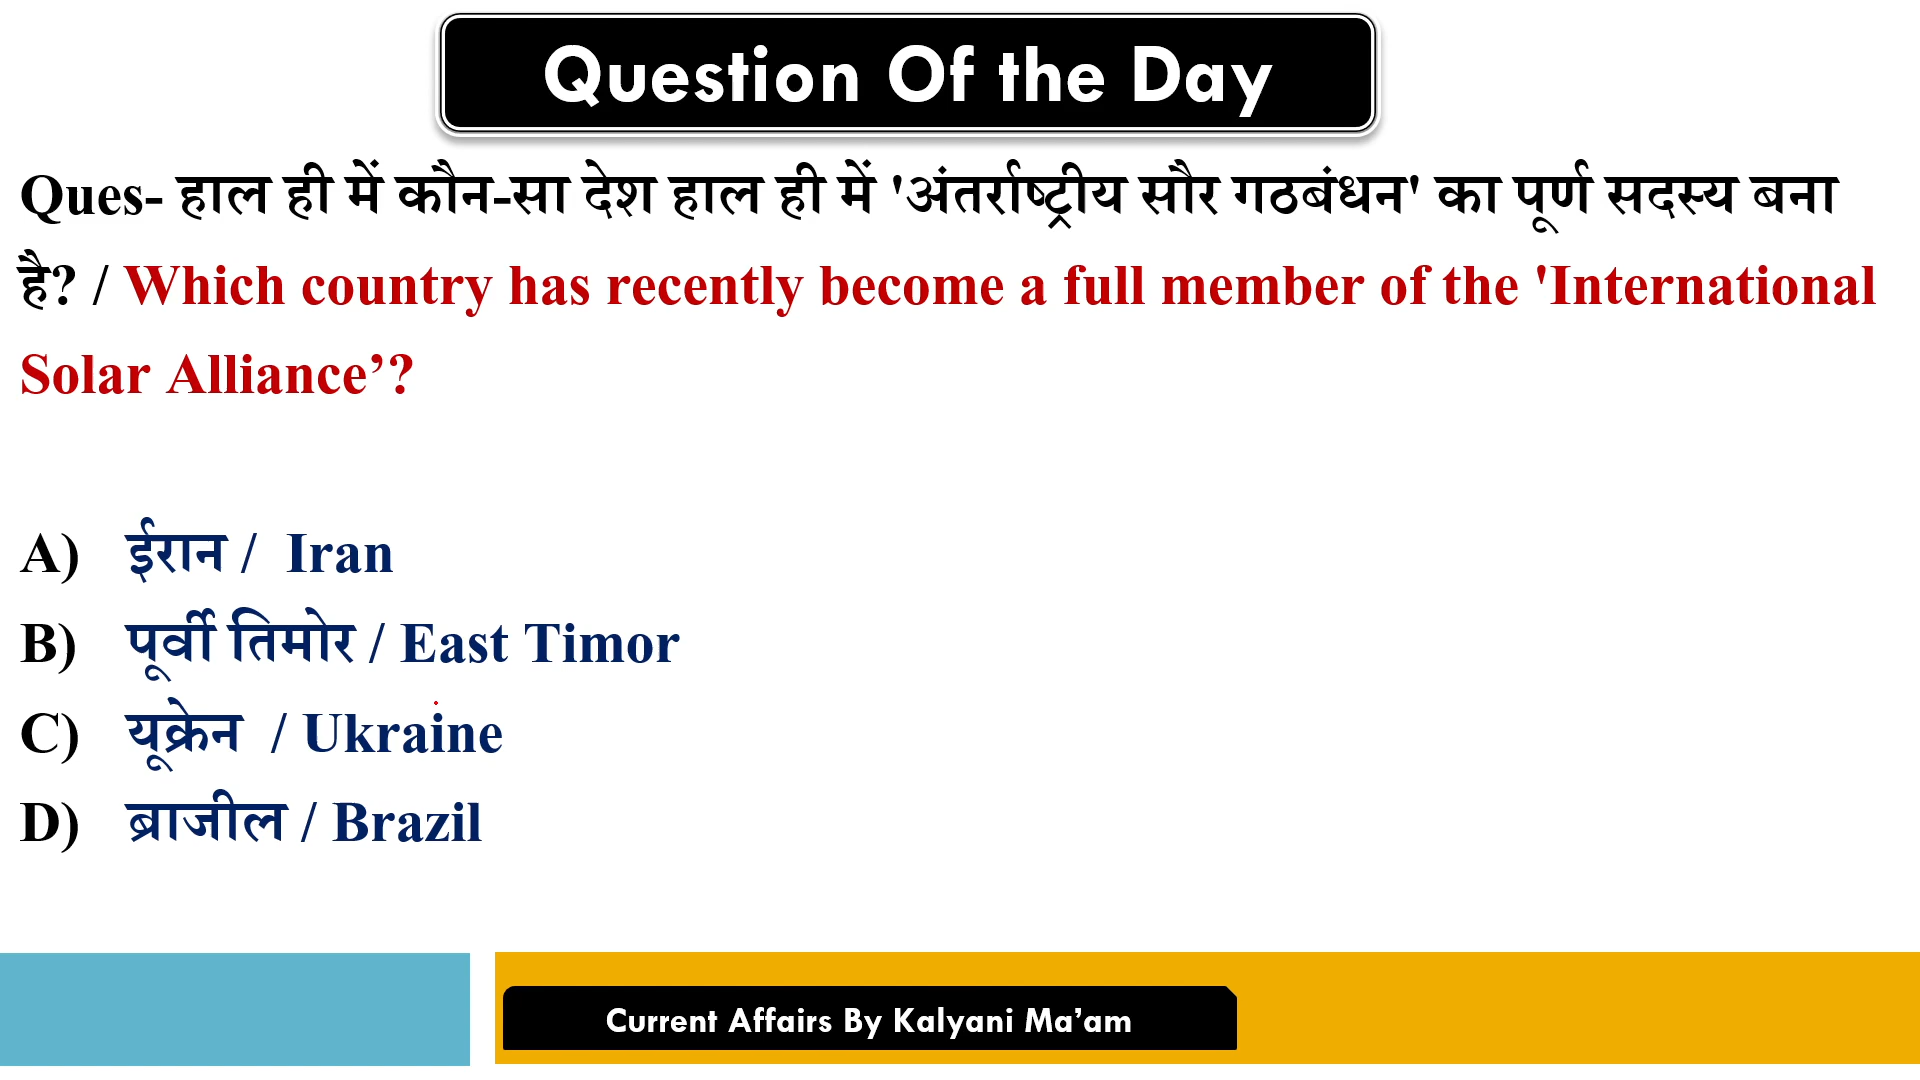 Question Of the Day
Ques- हाल ही में कौन-सा देश हाल ही में 'अंतर्राष्ट्रीय सौर गठबंधन' का पूर्ण सदस्य बना
है? / Which country has recently become a full member of the 'International
Solar Alliance’?
A) ईरान / Iran
B) पूर्वी तिमोर / East Timor
C) यूक्रेन / Ukraine
D) ब्राजील / Brazil
Current Affairs By Kalyani Ma’am